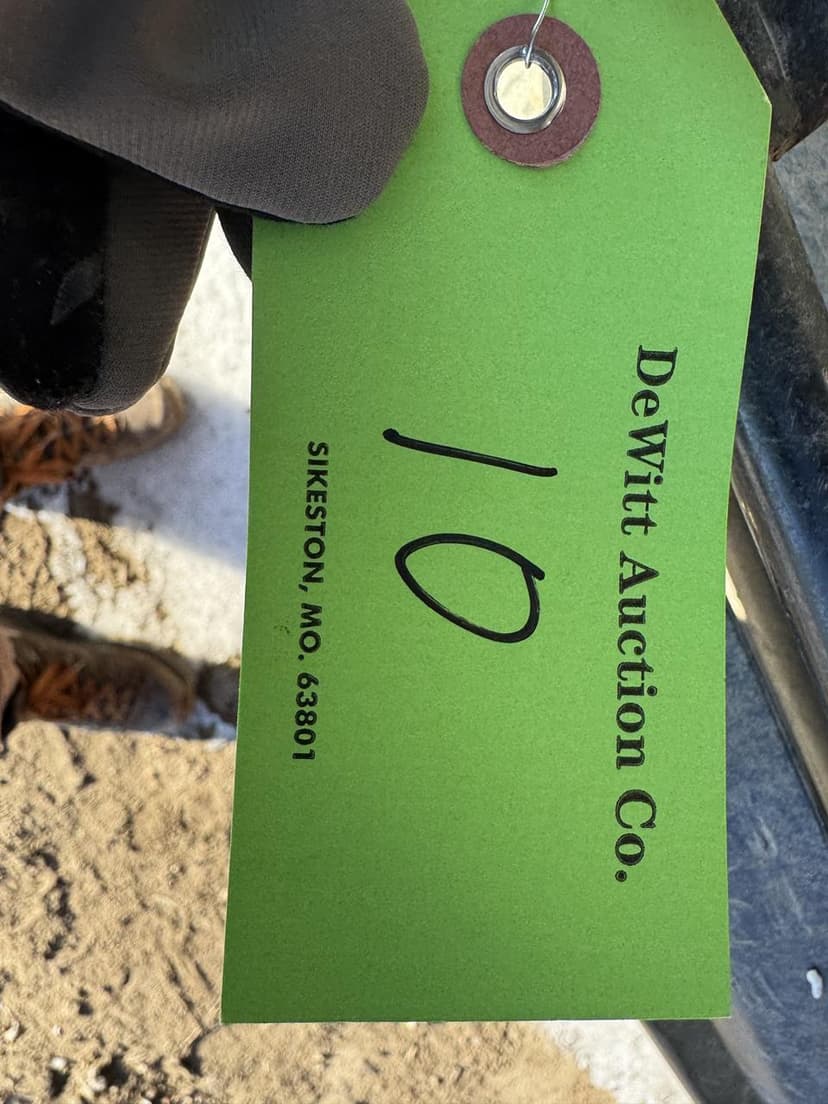 DeWitt Auction Co.
10
SIKESTON, MO. 63801